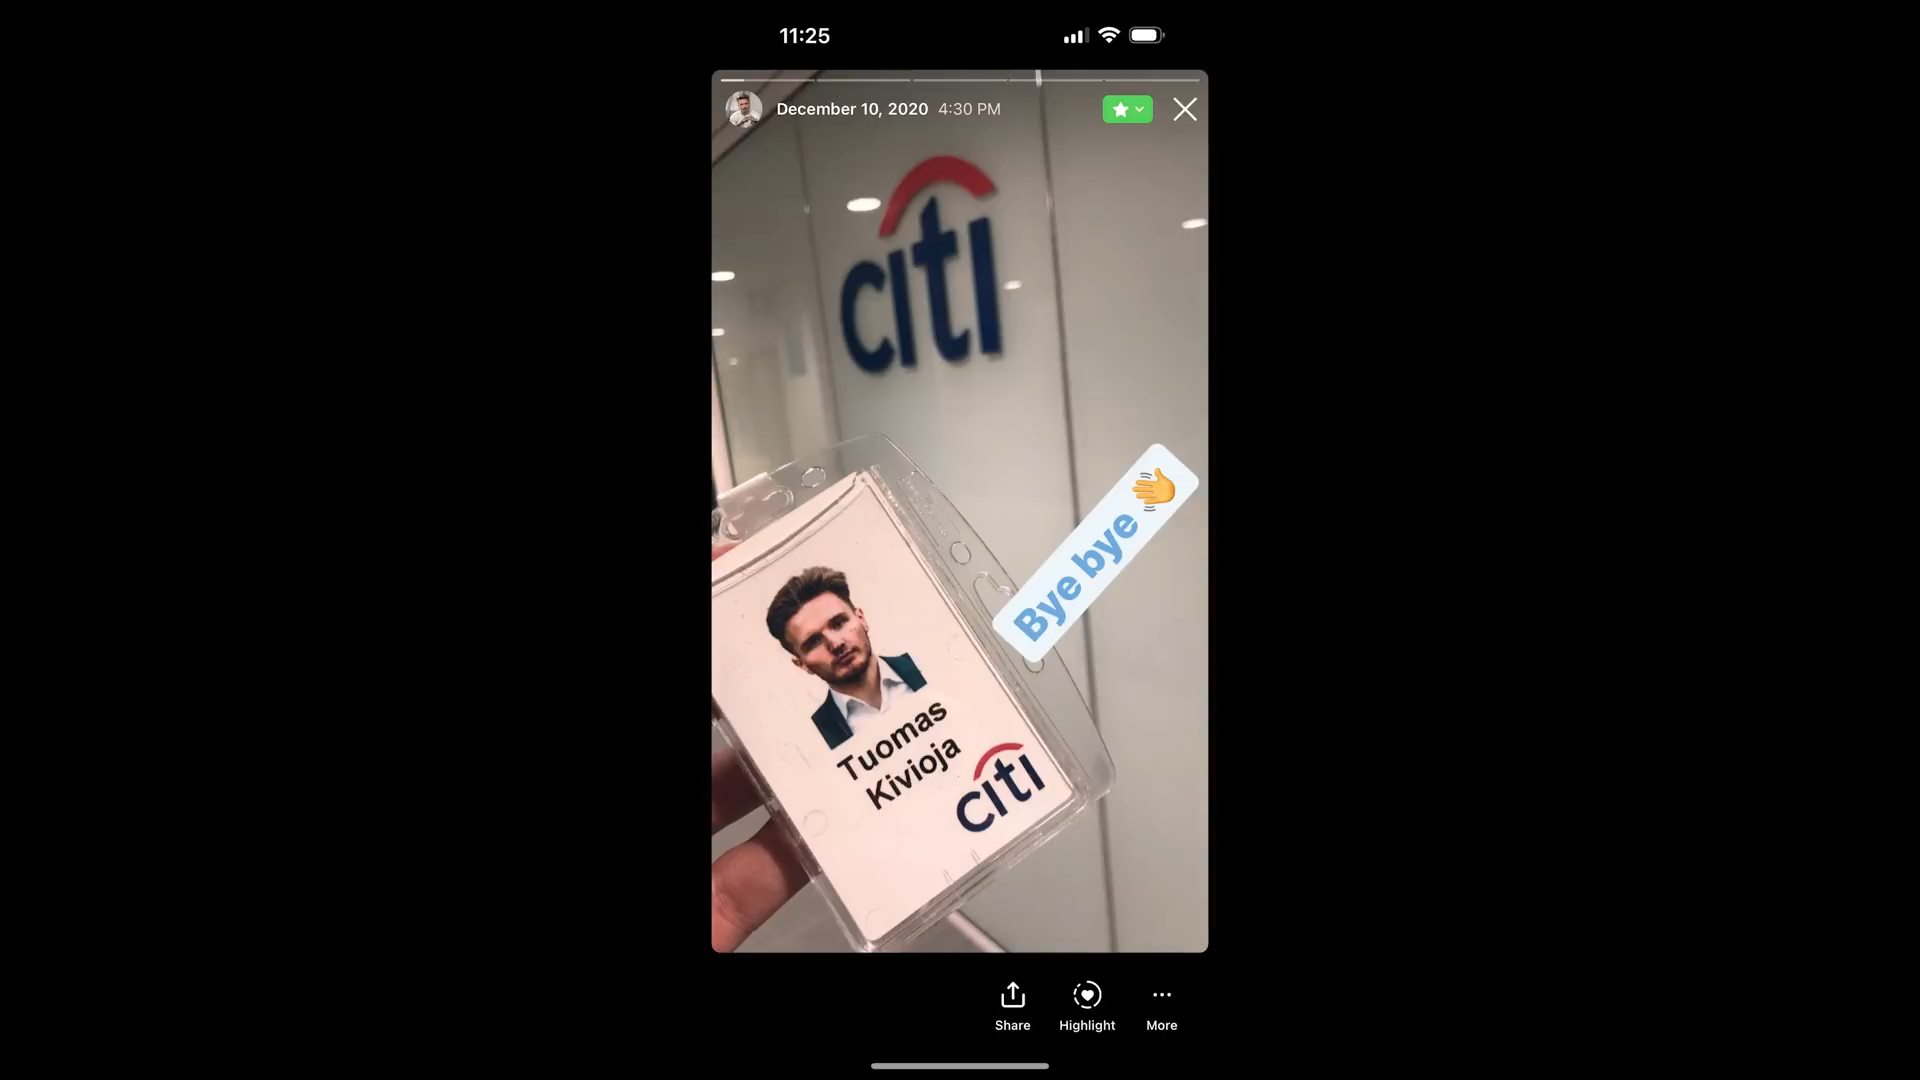 11:25
December 10, 2020 4:30 PM
citi
Bye bye 👋
Tuomas
Kivioja
citi
Share
Highlight
More